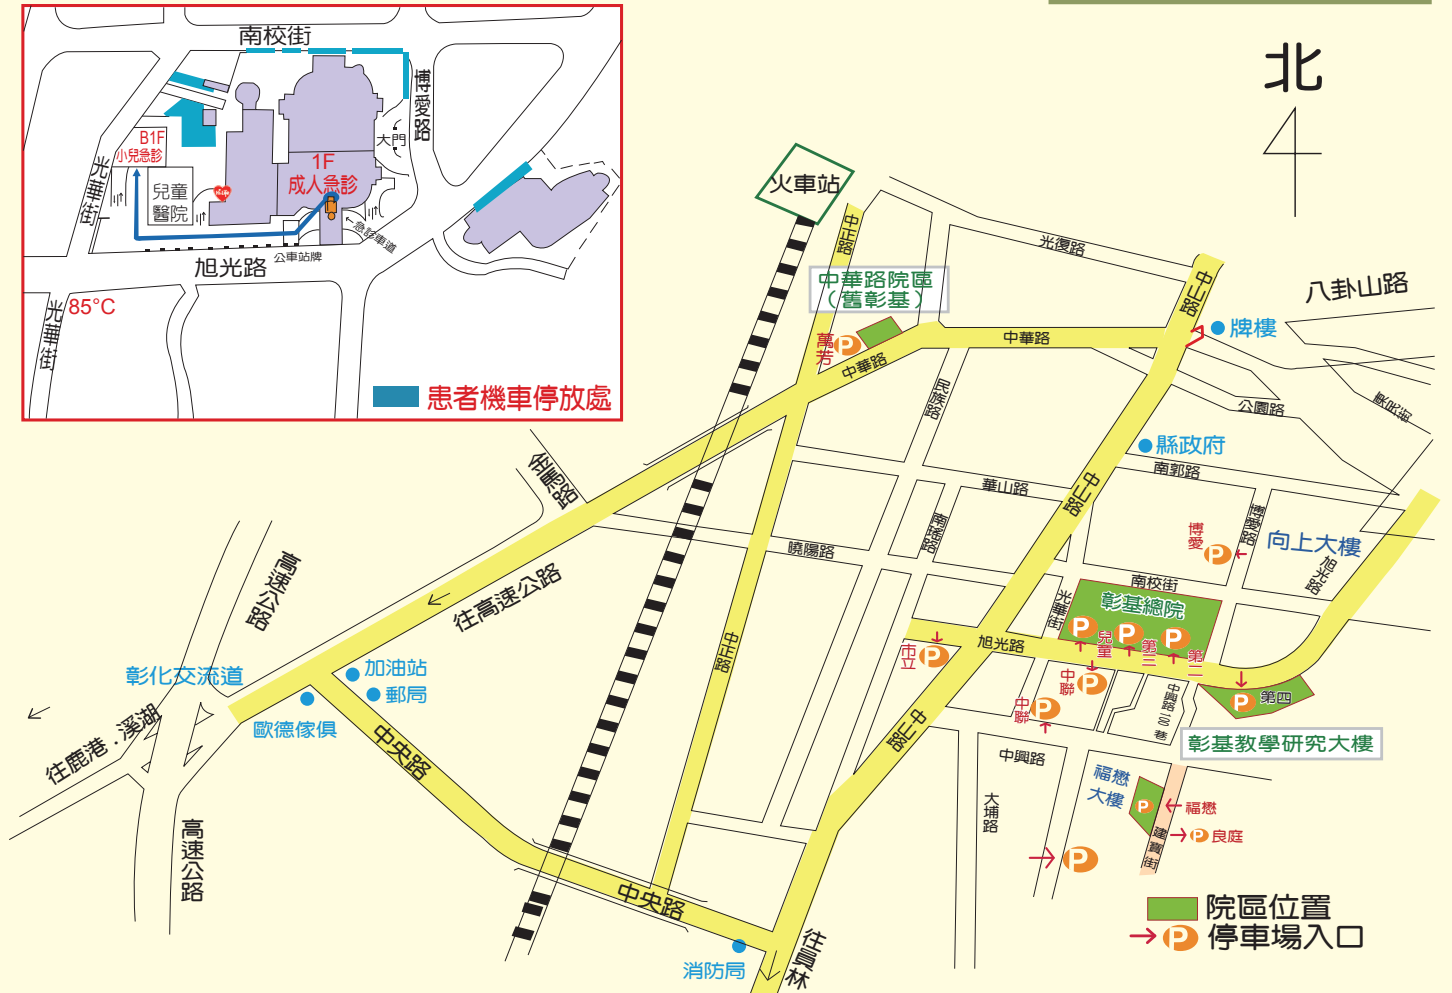 南校街
博愛路
大門
B1F
小兒急診
1F
成人急診
光華街
兒童
醫院
急診車道
公車站牌
旭光路
85°C
光華街
患者機車停放處
北
火車站
中正路
光復路
中山路
八卦山路
中華路院區
(舊彰基)
牌樓
萬芳
P
中華路
中華路
民族路
公園路
縣政府
南郭路
中山路
華山路
金馬路
南瑤路
曉陽路
博愛路
博愛
P
向上大樓
旭光路
高速公路
往高速公路
南校街
彰基總院
光華街
P
P
P
兒童
第三
第二
旭光路
市立
P
中正路
中聯
P
中聯
P
中興路100巷
P
第四
彰化交流道
加油站
郵局
歐德傢俱
往鹿港.溪湖
中央路
中山路
中興路
彰基教學研究大樓
福懋
大樓
P
福懋
P
良庭
建寶街
大埔路
P
高速公路
中央路
消防局
往員林
院區位置
P
停車場入口